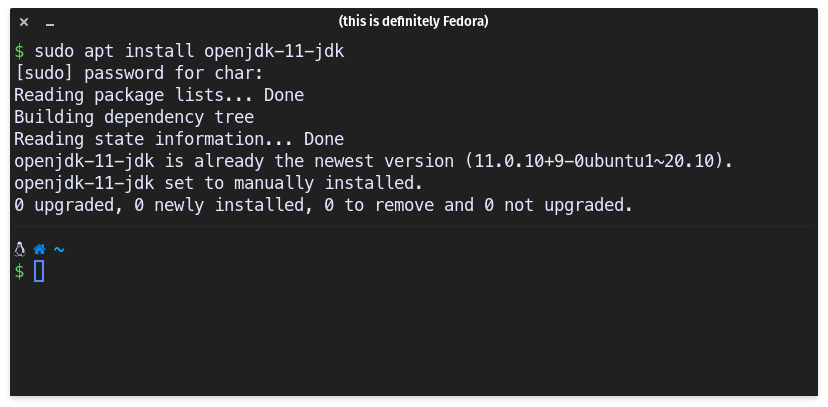 (this is definitely Fedora)
$ sudo apt install openjdk-11-jdk
[sudo] password for char:
Reading package lists... Done
Building dependency tree
Reading state information... Done
openjdk-11-jdk is already the newest version (11.0.10+9-0ubuntu1~20.10).
openjdk-11-jdk set to manually installed.
0 upgraded, 0 newly installed, 0 to remove and 0 not upgraded.
~
$